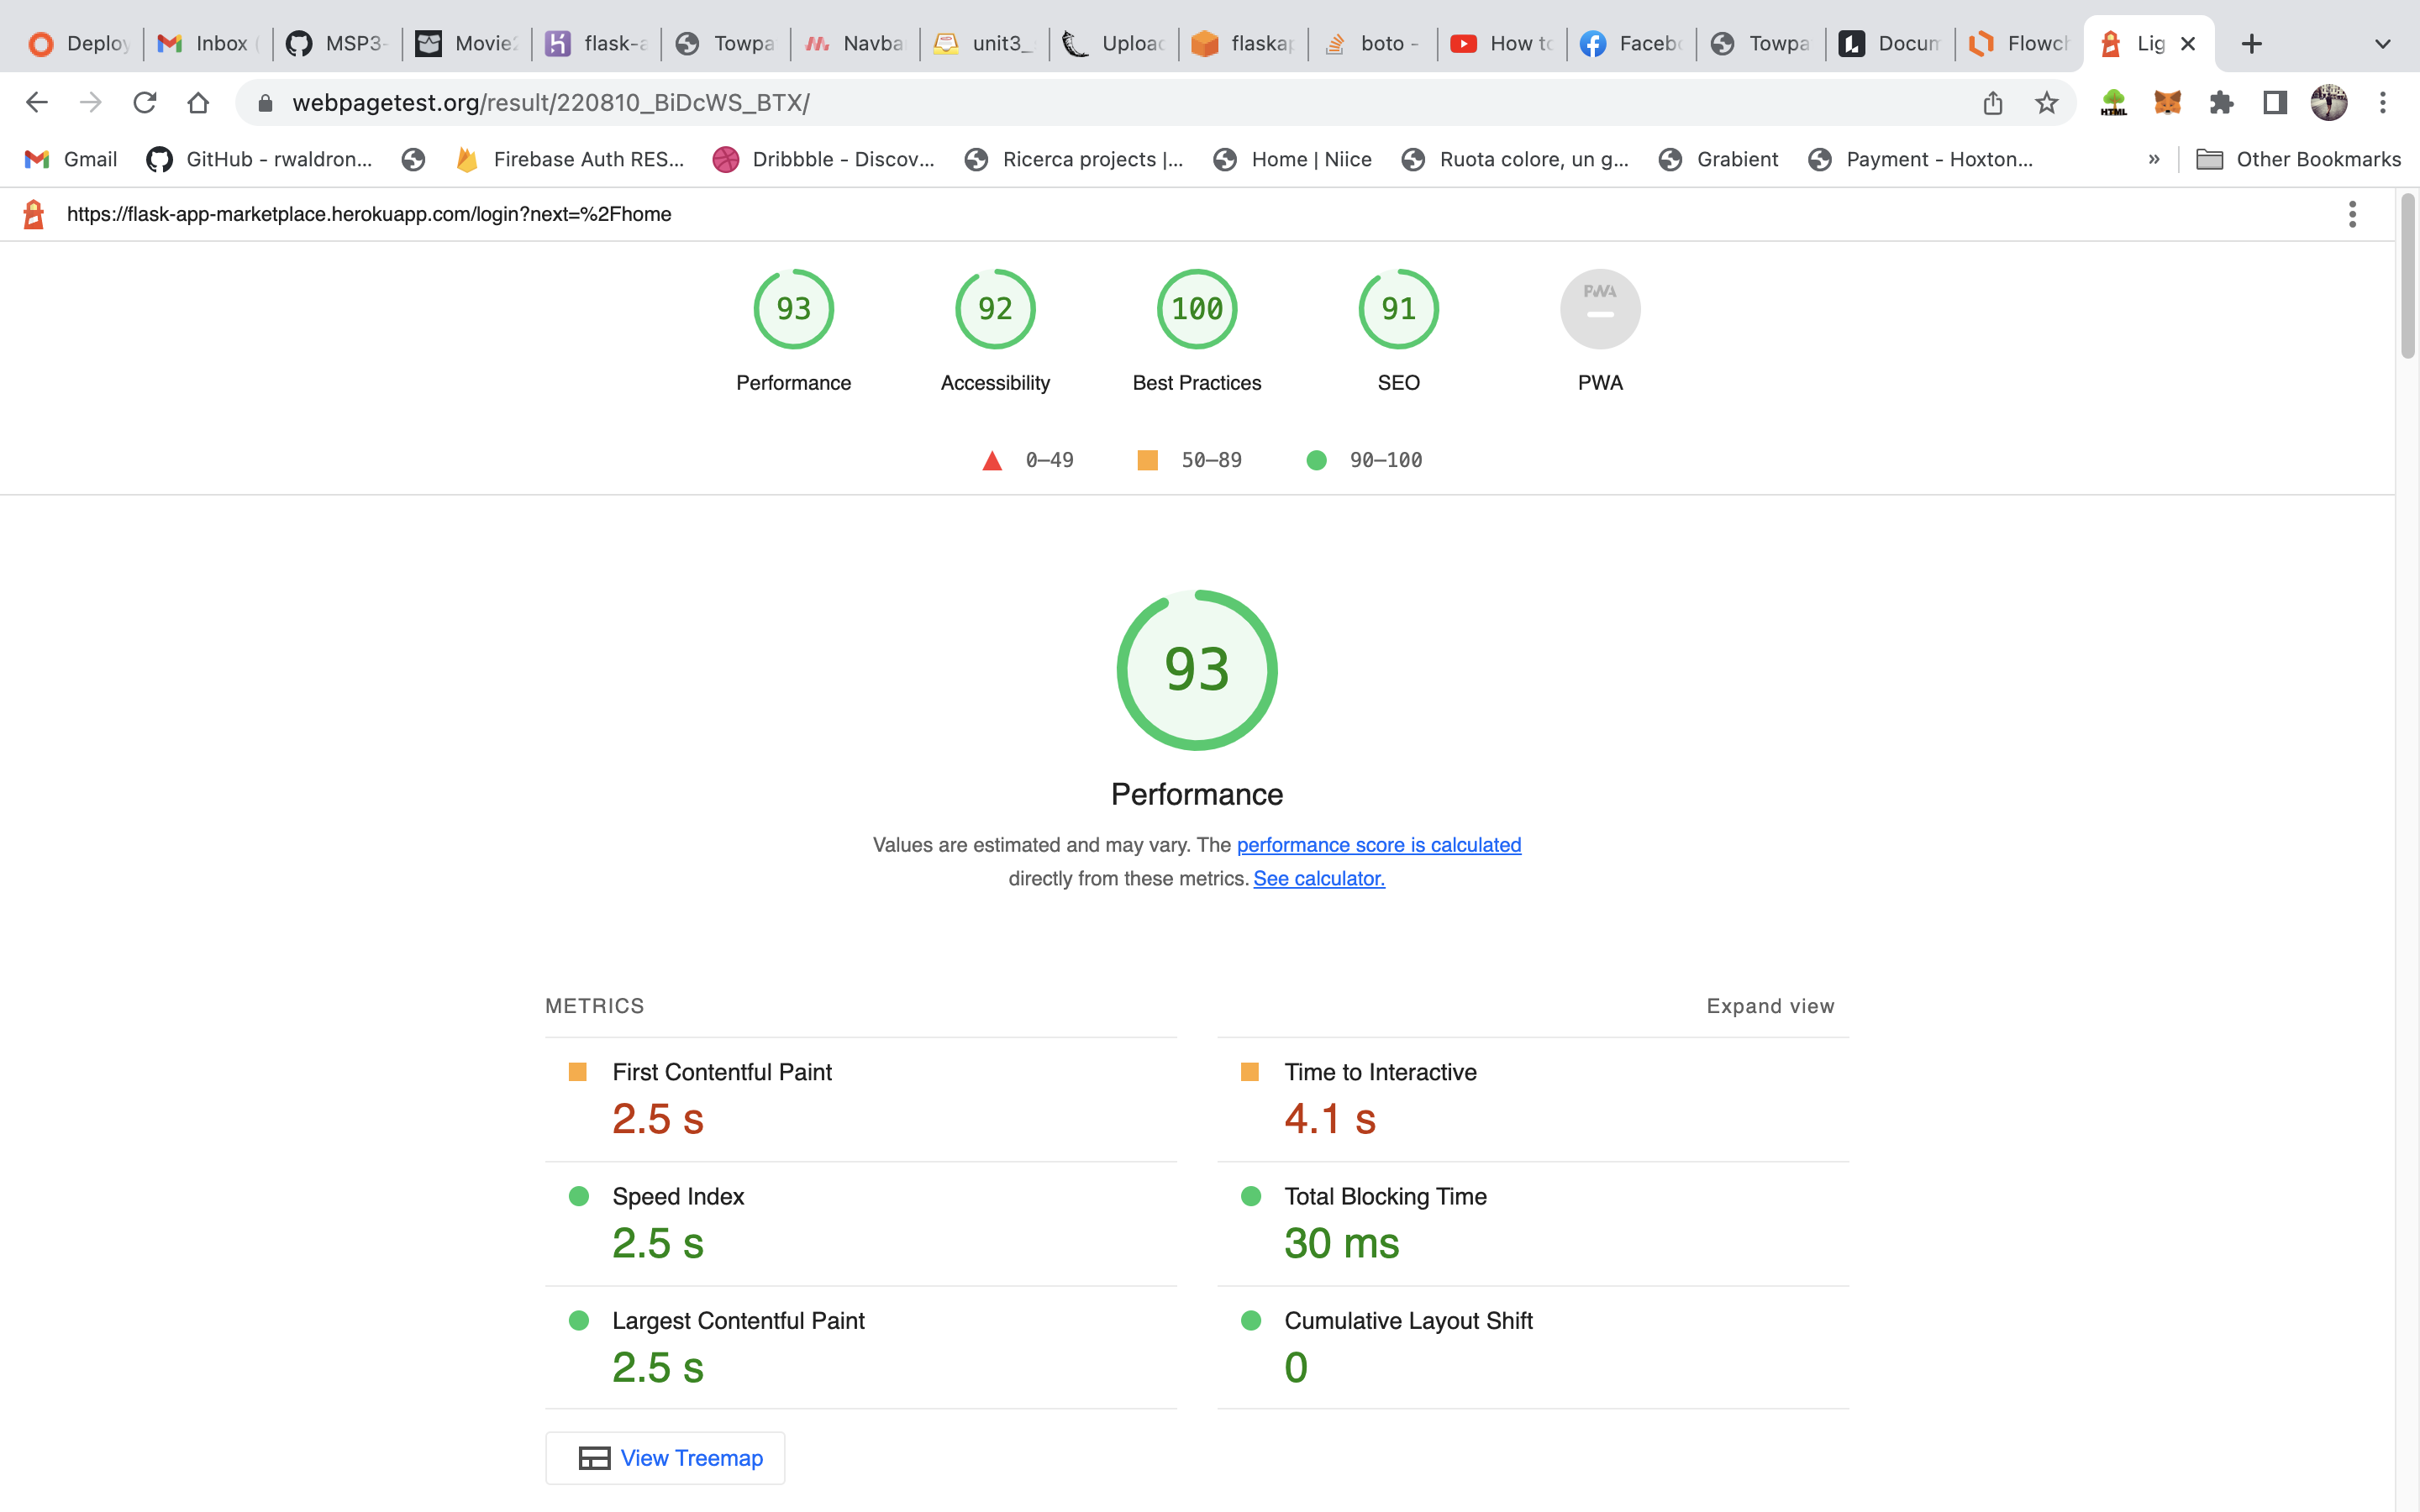 Deploy Inbox ( MSP3- Movie2 flask-a Towpa Navba unit3_ Upload flaskap boto - How to Facebo Towpa Docum Flowch Lig
webpagetest.org/result/220810_BiDcWS_BTX/
HTML
Gmail GitHub - rwaldron... Firebase Auth RES... Dribbble - Discov... Ricerca projects |... Home | Niice Ruota colore, un g... Grabient Payment - Hoxton... » Other Bookmarks
https://flask-app-marketplace.herokuapp.com/login?next=%2Fhome
93 92 100 91 PWA
Performance Accessibility Best Practices SEO PWA
0–49 50–89 90–100
93
Performance
Values are estimated and may vary. The performance score is calculated
directly from these metrics. See calculator.
METRICS Expand view
First Contentful Paint Time to Interactive
2.5 s 4.1 s
Speed Index Total Blocking Time
2.5 s 30 ms
Largest Contentful Paint Cumulative Layout Shift
2.5 s 0
View Treemap